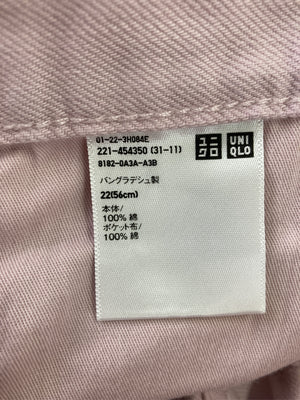 01-22-3H084E
221-454350 (31-11)
8182-0A3A-A3B
ユニ
クロ
UNI
QLO
バングラデシュ製
22(56cm)
本体/
100% 綿
ポケット布/
100% 綿